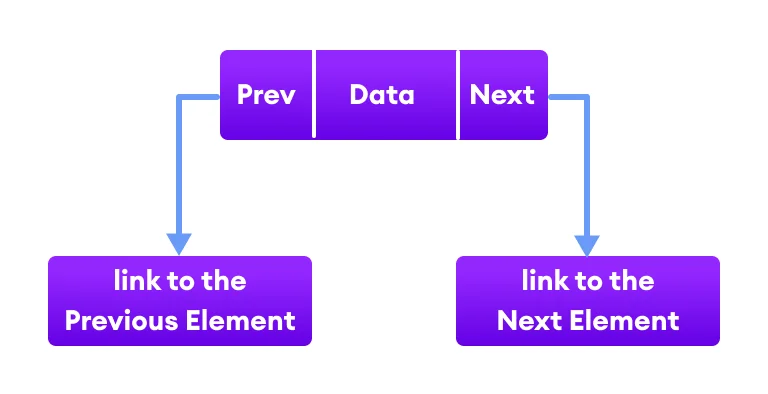 Prev
Data
Next
link to the
Previous Element
link to the
Next Element